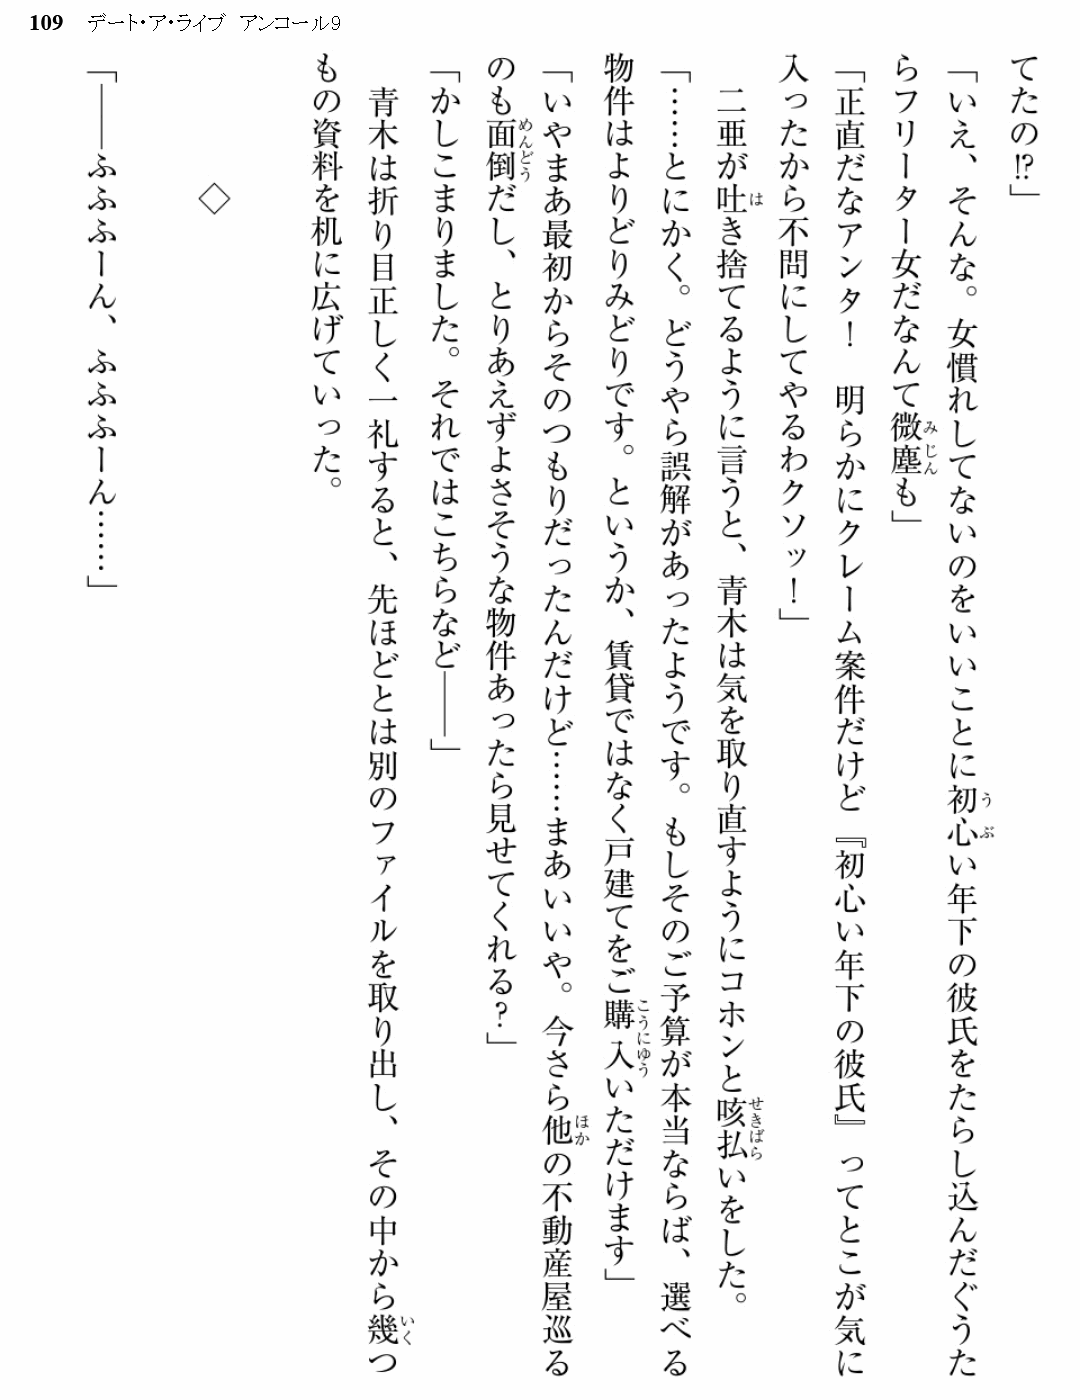 109 デート・ア・ライブ アンコール9
てたの!?」
「いえ、そんな。女慣れしてないのをいいことに初心い年下の彼氏をたらし込んだぐうた
らフリーター女だなんて微塵も」
「正直だなアンタ！　明らかにクレーム案件だけど『初心い年下の彼氏』ってとこが気に
入ったから不問にしてやるわクソッ！」
　二亜が吐き捨てるように言うと、青木は気を取り直すようにコホンと咳払いをした。
「……とにかく。どうやら誤解があったようです。もしそのご予算が本当ならば、選べる
物件はよりどりみどりです。というか、賃貸ではなく戸建てをご購入いただけます」
「いやまあ最初からそのつもりだったんだけど……まあいいや。今さら他の不動産屋巡る
のも面倒だし、とりあえずよさそうな物件あったら見せてくれる？」
「かしこまりました。それではこちらなど――」
　青木は折り目正しく一礼すると、先ほどとは別のファイルを取り出し、その中から幾つ
もの資料を机に広げていった。
◇
「――ふふふーん、ふふふーん……」